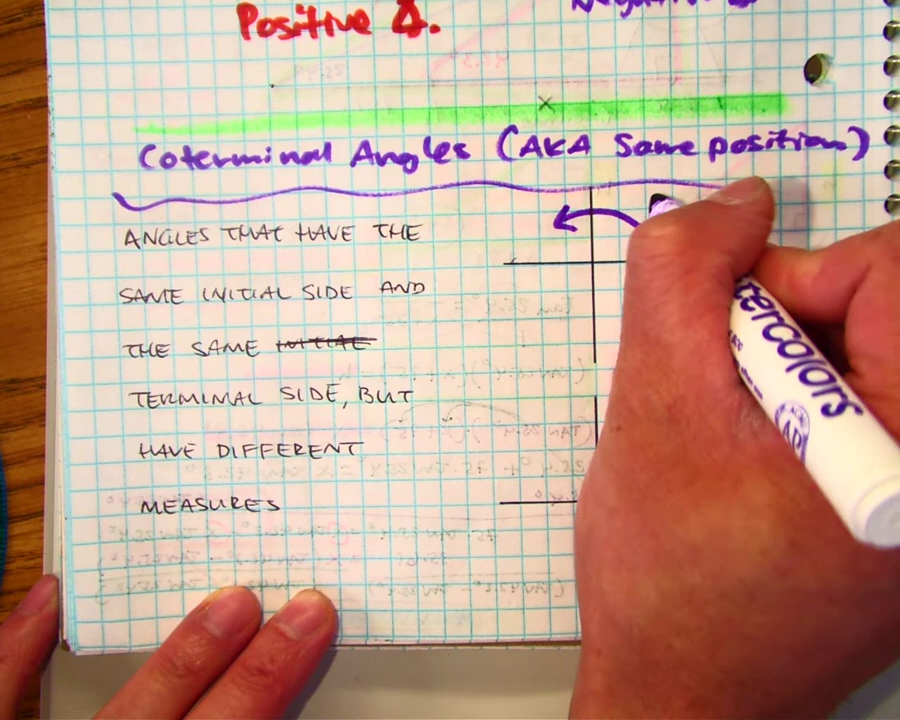 Positive ∠.
Coterminal Angles (AKA Same position)
ANGLES THAT HAVE THE
SAME INITIAL SIDE AND
THE SAME INITIAL
TERMINAL SIDE, BUT
HAVE DIFFERENT
MEASURES
tercolors